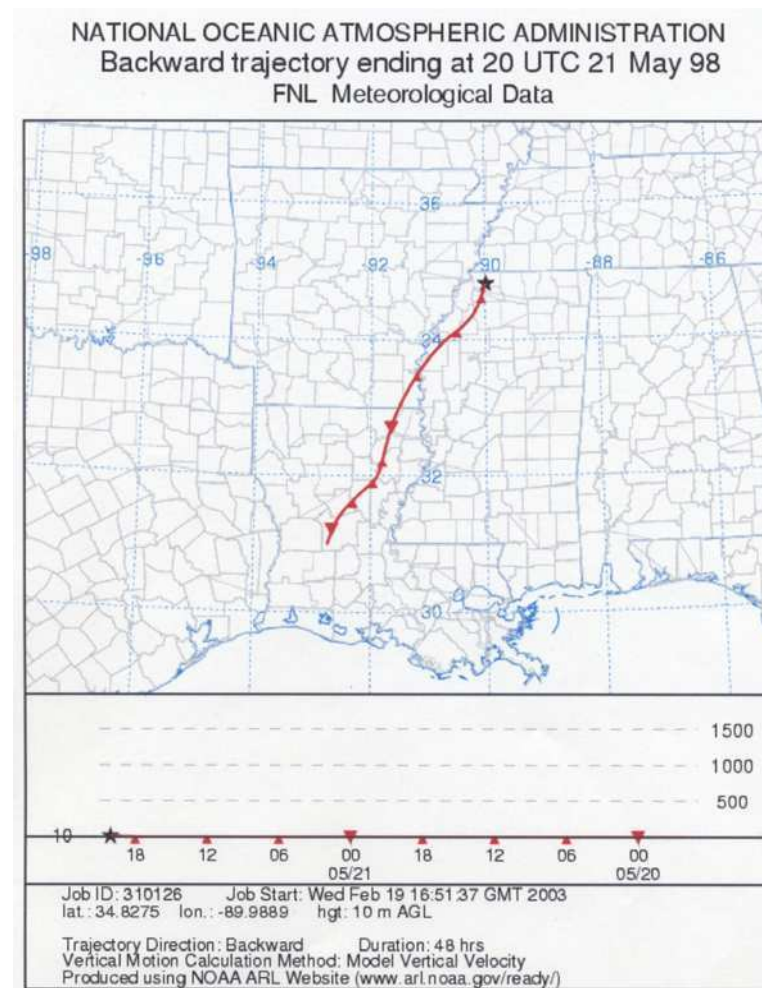 NATIONAL OCEANIC ATMOSPHERIC ADMINISTRATION
Backward trajectory ending at 20 UTC 21 May 98
FNL Meteorological Data
36
-98
-96
-94
-92
-90
-88
-86
34
32
30
1500
1000
500
10
18 12 06 00 18 12 06 00
05/21 05/20
Job ID: 310126 Job Start: Wed Feb 19 16:51:37 GMT 2003
lat.: 34.8275 lon.: -89.9889 hgt: 10 m AGL
Trajectory Direction: Backward Duration: 48 hrs
Vertical Motion Calculation Method: Model Vertical Velocity
Produced using NOAA ARL Website (www.arl.noaa.gov/ready/)